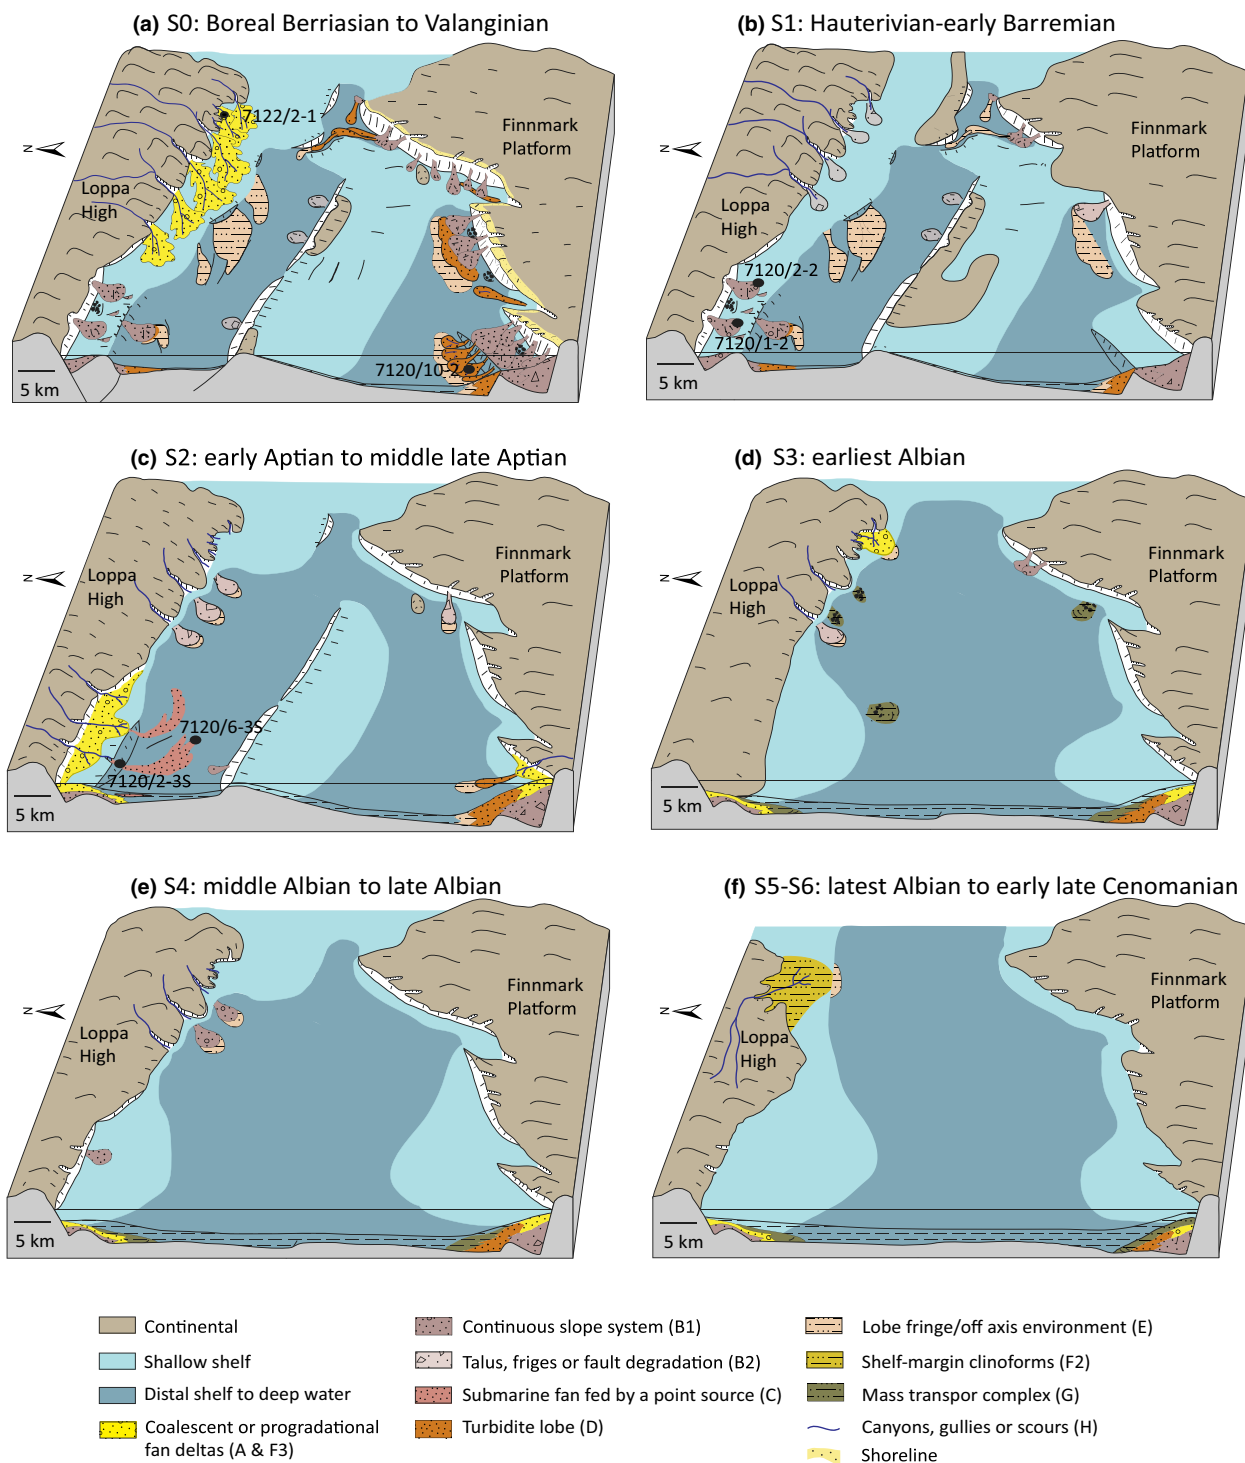 (a) S0: Boreal Berriasian to Valanginian
7122/2-1
Finnmark
Platform
N
Loppa
High
7120/10-2
5 km
(b) S1: Hauterivian-early Barremian
Finnmark
Platform
N
Loppa
High
7120/2-2
7120/1-2
5 km
(c) S2: early Aptian to middle late Aptian
Finnmark
Platform
N
Loppa
High
7120/6-3S
7120/2-3S
5 km
(d) S3: earliest Albian
Finnmark
Platform
N
Loppa
High
5 km
(e) S4: middle Albian to late Albian
Finnmark
Platform
N
Loppa
High
5 km
(f) S5-S6: latest Albian to early late Cenomanian
Finnmark
Platform
N
Loppa
High
5 km
Continental
Shallow shelf
Distal shelf to deep water
Coalescent or progradational
fan deltas (A & F3)
Continuous slope system (B1)
Talus, friges or fault degradation (B2)
Submarine fan fed by a point source (C)
Turbidite lobe (D)
Lobe fringe/off axis environment (E)
Shelf-margin clinoforms (F2)
Mass transpor complex (G)
Canyons, gullies or scours (H)
Shoreline